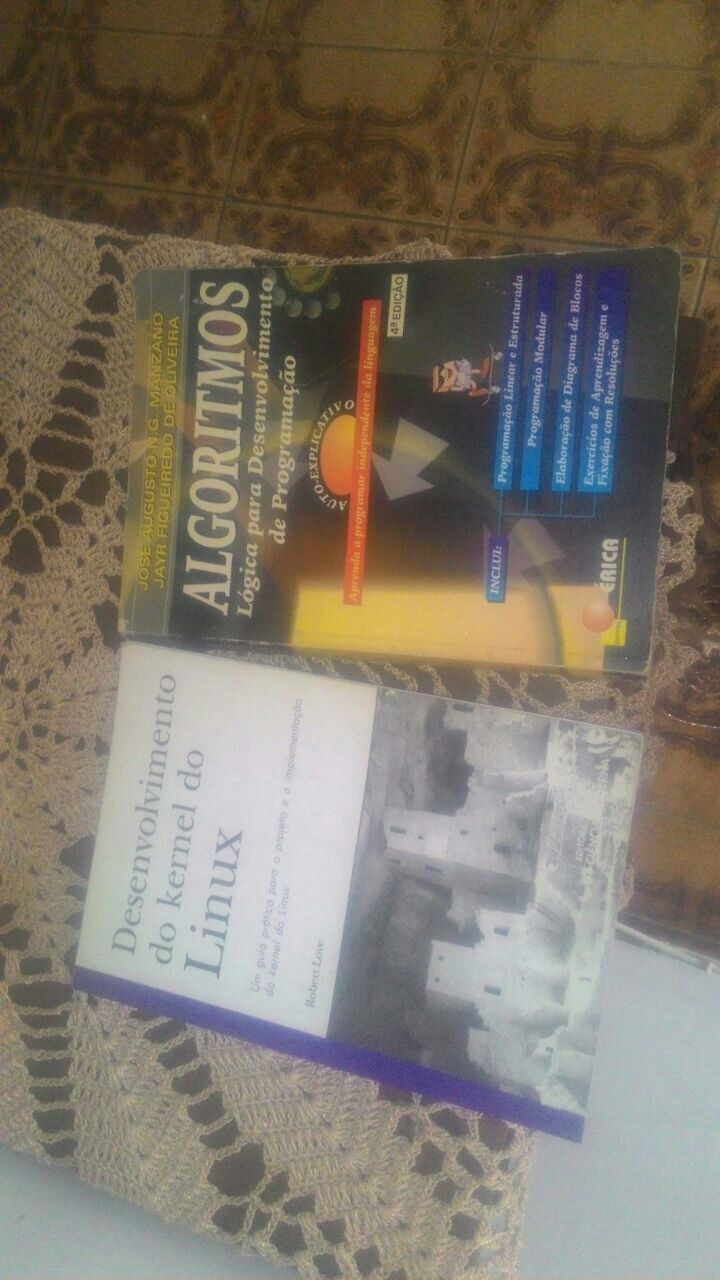 JOSÉ AUGUSTO N.G. MANZANO
JAYR FIGUEIREDO DE OLIVEIRA
ALGORITMOS
Lógica para Desenvolvimento
de Programação
AUTO-EXPLICATIVO
Aprenda a programar independente da linguagem
4ª EDIÇÃO
INCLUI:
Programação Linear e Estruturada
Programação Modular
Elaboração de Diagrama de Blocos
Exercícios de Aprendizagem e
Fixação com Resoluções
ÉRICA
Desenvolvimento
do kernel do
Linux
Um guia prático para o projeto e a implementação
do kernel do Linux
Robert Love
CIÊNCIA